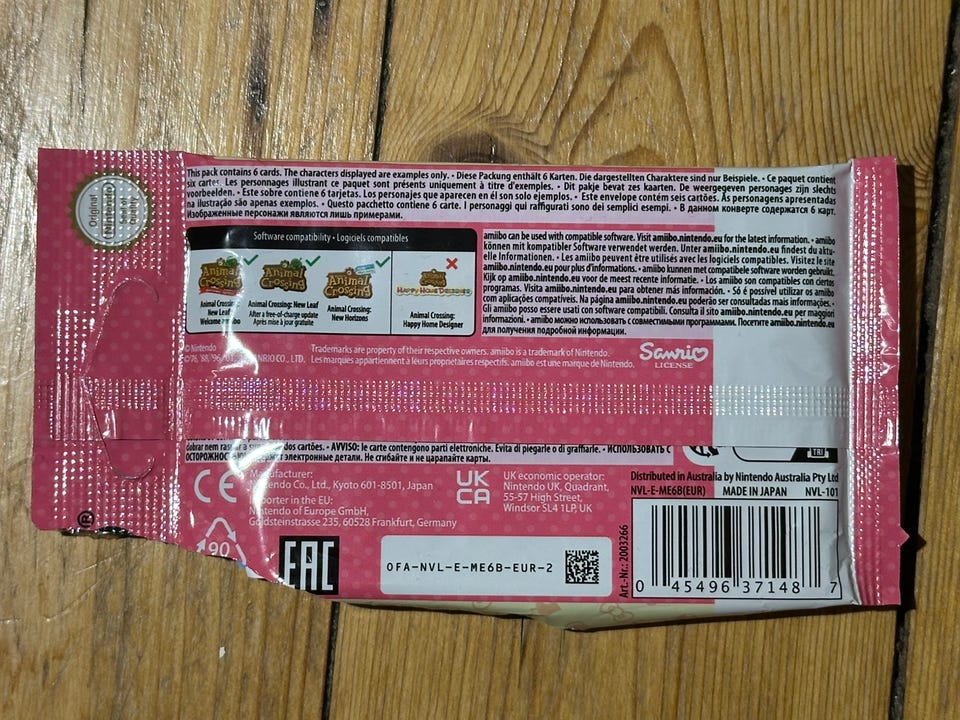 Original
Nintendo
Seal of
Quality
This pack contains 6 cards. The characters displayed are examples only. • Diese Packung enthält 6 Karten. Die dargestellten Charaktere sind nur Beispiele. • Ce paquet contient
six cartes. Les personnages illustrant ce paquet sont présents uniquement à titre d'exemples. • Dit pakje bevat zes kaarten. De weergegeven personages zijn slechts
voorbeelden. • Este sobre contiene 6 tarjetas. Los personajes que aparecen en él son solo ejemplos. • Este envelope contém seis cartões. As personagens apresentadas
na ilustração são apenas exemplos. • Questo pacchetto contiene 6 carte. I personaggi qui raffigurati sono dei semplici esempi. • В данном конверте содержатся 6 карт.
Изображенные персонажи являются лишь примерами.
Software compatibility • Logiciels compatibles
Animal Crossing
Animal Crossing
Animal Crossing
Happy Home Designer
Animal Crossing:
New Leaf
Welcome amiibo
Animal Crossing: New Leaf
After a free-of-charge update
Après mise à jour gratuite
Animal Crossing:
New Horizons
Animal Crossing:
Happy Home Designer
amiibo can be used with compatible software. Visit amiibo.nintendo.eu for the latest information. • amiibo
können mit kompatibler Software verwendet werden. Unter amiibo.nintendo.eu findest du aktu-
elle Informationen. • Les amiibo peuvent être utilisés avec les logiciels compatibles. Visitez le site
amiibo.nintendo.eu pour plus d'informations. • amiibo kunnen met compatibele software worden gebruikt.
Kijk op amiibo.nintendo.eu voor de meest recente informatie. • Los amiibo son compatibles con ciertos
programas. Visita amiibo.nintendo.eu para obtener más información. • Só é possível utilizar os amiibo
com aplicações compatíveis. Na página amiibo.nintendo.eu poderão ser consultadas mais informações. •
Gli amiibo possono essere usati con software compatibili. Consulta il sito amiibo.nintendo.eu per maggiori
informazioni. • amiibo можно использовать с совместимыми программами. Посетите amiibo.nintendo.eu
для получения подробной информации.
© Nintendo
SANRIO CO., LTD.
Trademarks are property of their respective owners. amiibo is a trademark of Nintendo.
Les marques appartiennent à leurs propriétaires respectifs. amiibo est une marque de Nintendo.
Sanrio
LICENSE
dobrar nem dos cartões. • AVVISO: le carte contengono parti elettroniche. Evita di piegarle o di graffiarle. • ИСПОЛЬЗОВАТЬ С
ОСТОРОЖНОС электронные детали. Не сгибайте и не царапайте карты.
TRI
CE
Manufacturer:
Nintendo Co., Ltd., Kyoto 601-8501, Japan
Importer in the EU:
Nintendo of Europe GmbH,
Goldsteinstrasse 235, 60528 Frankfurt, Germany
UK
CA
UK economic operator:
Nintendo UK, Quadrant,
55-57 High Street,
Windsor SL4 1LP, UK
Distributed in Australia by Nintendo Australia Pty Ltd
NVL-E-ME6B(EUR) MADE IN JAPAN NVL-101
®
90
EAC
OFA-NVL-E-ME6B-EUR-2
Art.-Nr.: 2003266
0 45496 37148 7